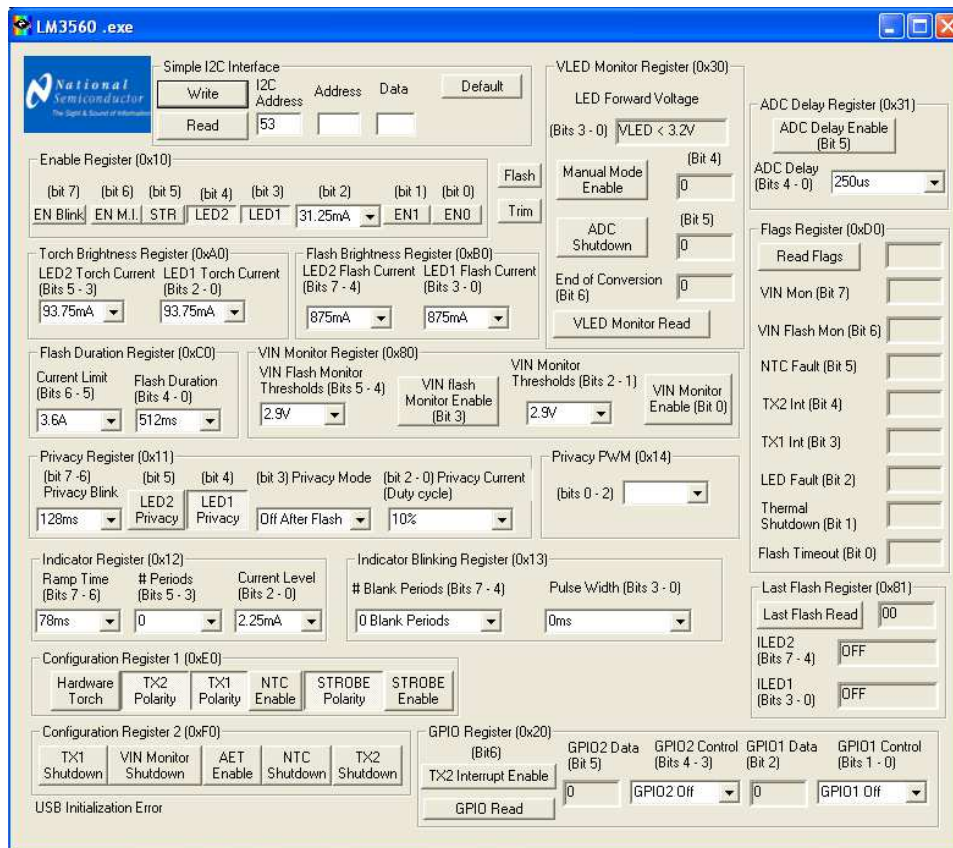 LM3560 .exe
National
Semiconductor
The Sight & Sound of Information
Simple I2C Interface
Write
Read
I2C
Address
53
Address
Data
Default
Enable Register (0x10)
(bit 7) (bit 6) (bit 5) (bit 4) (bit 3) (bit 2) (bit 1) (bit 0)
EN Blink EN M.I. STR LED2 LED1 31.25mA EN1 EN0
Flash
Trim
Torch Brightness Register (0xA0)
LED2 Torch Current
(Bits 5 - 3)
93.75mA
LED1 Torch Current
(Bits 2 - 0)
93.75mA
Flash Brightness Register (0xB0)
LED2 Flash Current
(Bits 7 - 4)
875mA
LED1 Flash Current
(Bits 3 - 0)
875mA
VLED Monitor Register (0x30)
LED Forward Voltage
(Bits 3 - 0) VLED < 3.2V
Manual Mode
Enable
(Bit 4)
0
ADC
Shutdown
(Bit 5)
0
End of Conversion
(Bit 6)
0
VLED Monitor Read
ADC Delay Register (0x31)
ADC Delay Enable
(Bit 5)
ADC Delay
(Bits 4 - 0)
250us
Flags Register (0xD0)
Read Flags
VIN Mon (Bit 7)
VIN Flash Mon (Bit 6)
NTC Fault (Bit 5)
TX2 Int (Bit 4)
TX1 Int (Bit 3)
LED Fault (Bit 2)
Thermal
Shutdown (Bit 1)
Flash Timeout (Bit 0)
Flash Duration Register (0xC0)
Current Limit
(Bits 6 - 5)
3.6A
Flash Duration
(Bits 4 - 0)
512ms
VIN Monitor Register (0x80)
VIN Flash Monitor
Thresholds (Bits 5 - 4)
2.9V
VIN flash
Monitor Enable
(Bit 3)
VIN Monitor
Thresholds (Bits 2 - 1)
2.9V
VIN Monitor
Enable (Bit 0)
Privacy Register (0x11)
(bit 7 -6)
Privacy Blink
128ms
(bit 5)
LED2
Privacy
(bit 4)
LED1
Privacy
(bit 3) Privacy Mode
Off After Flash
(bit 2 - 0) Privacy Current
(Duty cycle)
10%
Privacy PWM (0x14)
(bits 0 - 2)
Indicator Register (0x12)
Ramp Time
(Bits 7 - 6)
78ms
# Periods
(Bits 5 - 3)
0
Current Level
(Bits 2 - 0)
2.25mA
Indicator Blinking Register (0x13)
# Blank Periods (Bits 7 - 4)
0 Blank Periods
Pulse Width (Bits 3 - 0)
0ms
Last Flash Register (0x81)
Last Flash Read 00
ILED2
(Bits 7 - 4)
OFF
ILED1
(Bits 3 - 0)
OFF
Configuration Register 1 (0xE0)
Hardware
Torch
TX2
Polarity
TX1
Polarity
NTC
Enable
STROBE
Polarity
STROBE
Enable
Configuration Register 2 (0xF0)
TX1
Shutdown
VIN Monitor
Shutdown
AET
Enable
NTC
Shutdown
TX2
Shutdown
GPIO Register (0x20)
(Bit6)
TX2 Interrupt Enable
GPIO Read
GPIO2 Data
(Bit 5)
0
GPIO2 Control
(Bits 4 - 3)
GPIO2 Off
GPIO1 Data
(Bit 2)
0
GPIO1 Control
(Bits 1 - 0)
GPIO1 Off
USB Initialization Error